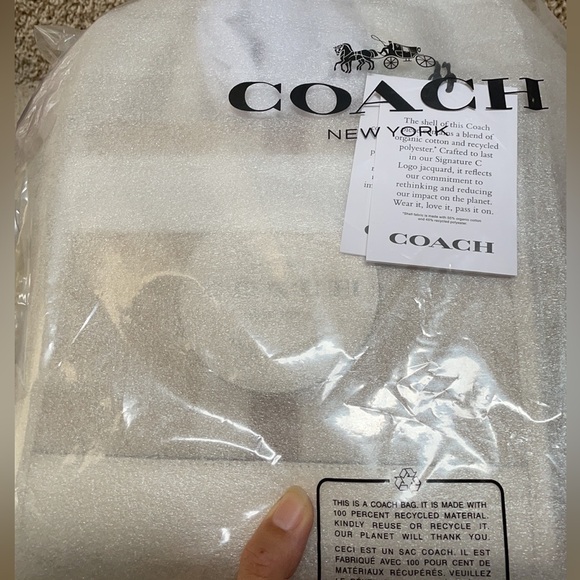 COACH
NEW YORK
The shell of this Coach
is a blend of
organic cotton and recycled
polyester.* Crafted to last
in our Signature C
Logo jacquard, it reflects
our commitment to
rethinking and reducing
our impact on the planet.
Wear it, love it, pass it on.
COACH
COACH
THIS IS A COACH BAG. IT IS MADE WITH
100 PERCENT RECYCLED MATERIAL.
KINDLY REUSE OR RECYCLE IT.
OUR PLANET WILL THANK YOU.
CECI EST UN SAC COACH. IL EST
FABRIQUÉ AVEC 100 POUR CENT DE
MATÉRIAUX RÉCUPÉRÉS. VEUILLEZ